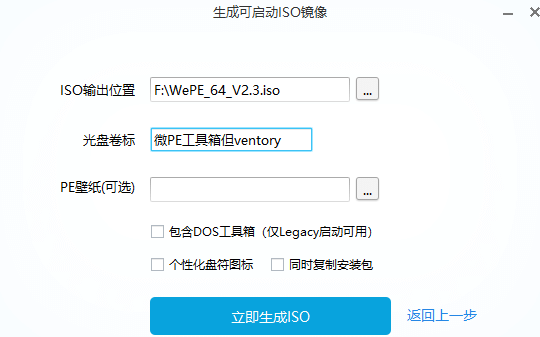 生成可启动ISO镜像
ISO输出位置 F:\WePE_64_V2.3.iso ...
光盘卷标 微PE工具箱但ventory
PE壁纸(可选) ...
包含DOS工具箱（仅Legacy启动可用）
个性化盘符图标 同时复制安装包
立即生成ISO 返回上一步